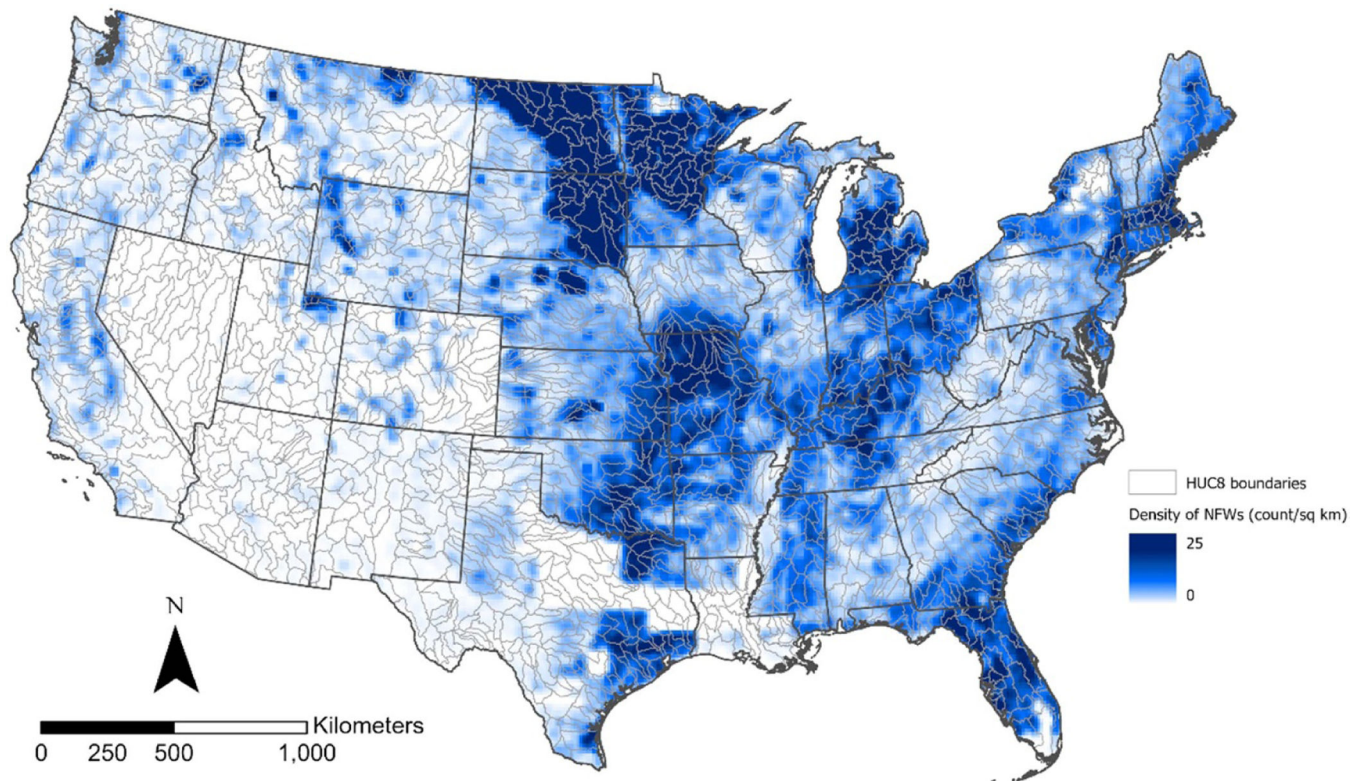 HUC8 boundaries
Density of NFWs (count/sq km)
25
0
N
Kilometers
0 250 500 1,000